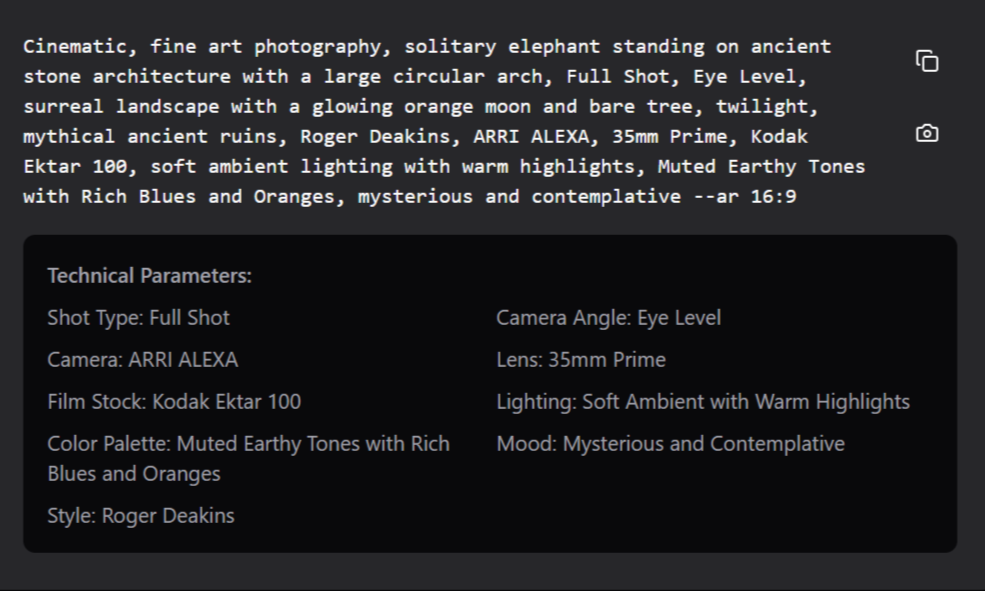 Cinematic, fine art photography, solitary elephant standing on ancient
stone architecture with a large circular arch, Full Shot, Eye Level,
surreal landscape with a glowing orange moon and bare tree, twilight,
mythical ancient ruins, Roger Deakins, ARRI ALEXA, 35mm Prime, Kodak
Ektar 100, soft ambient lighting with warm highlights, Muted Earthy Tones
with Rich Blues and Oranges, mysterious and contemplative --ar 16:9
Technical Parameters:
Shot Type: Full Shot
Camera Angle: Eye Level
Camera: ARRI ALEXA
Lens: 35mm Prime
Film Stock: Kodak Ektar 100
Lighting: Soft Ambient with Warm Highlights
Color Palette: Muted Earthy Tones with Rich
Blues and Oranges
Mood: Mysterious and Contemplative
Style: Roger Deakins